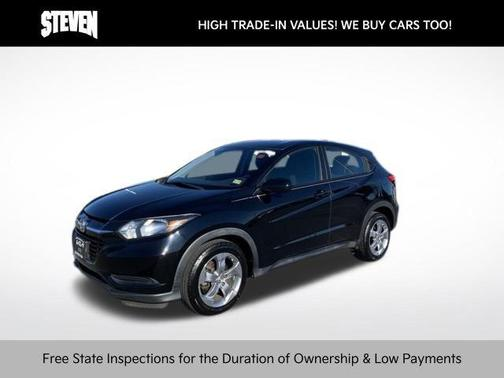 STEVEN
HIGH TRADE-IN VALUES! WE BUY CARS TOO!
Free State Inspections for the Duration of Ownership & Low Payments